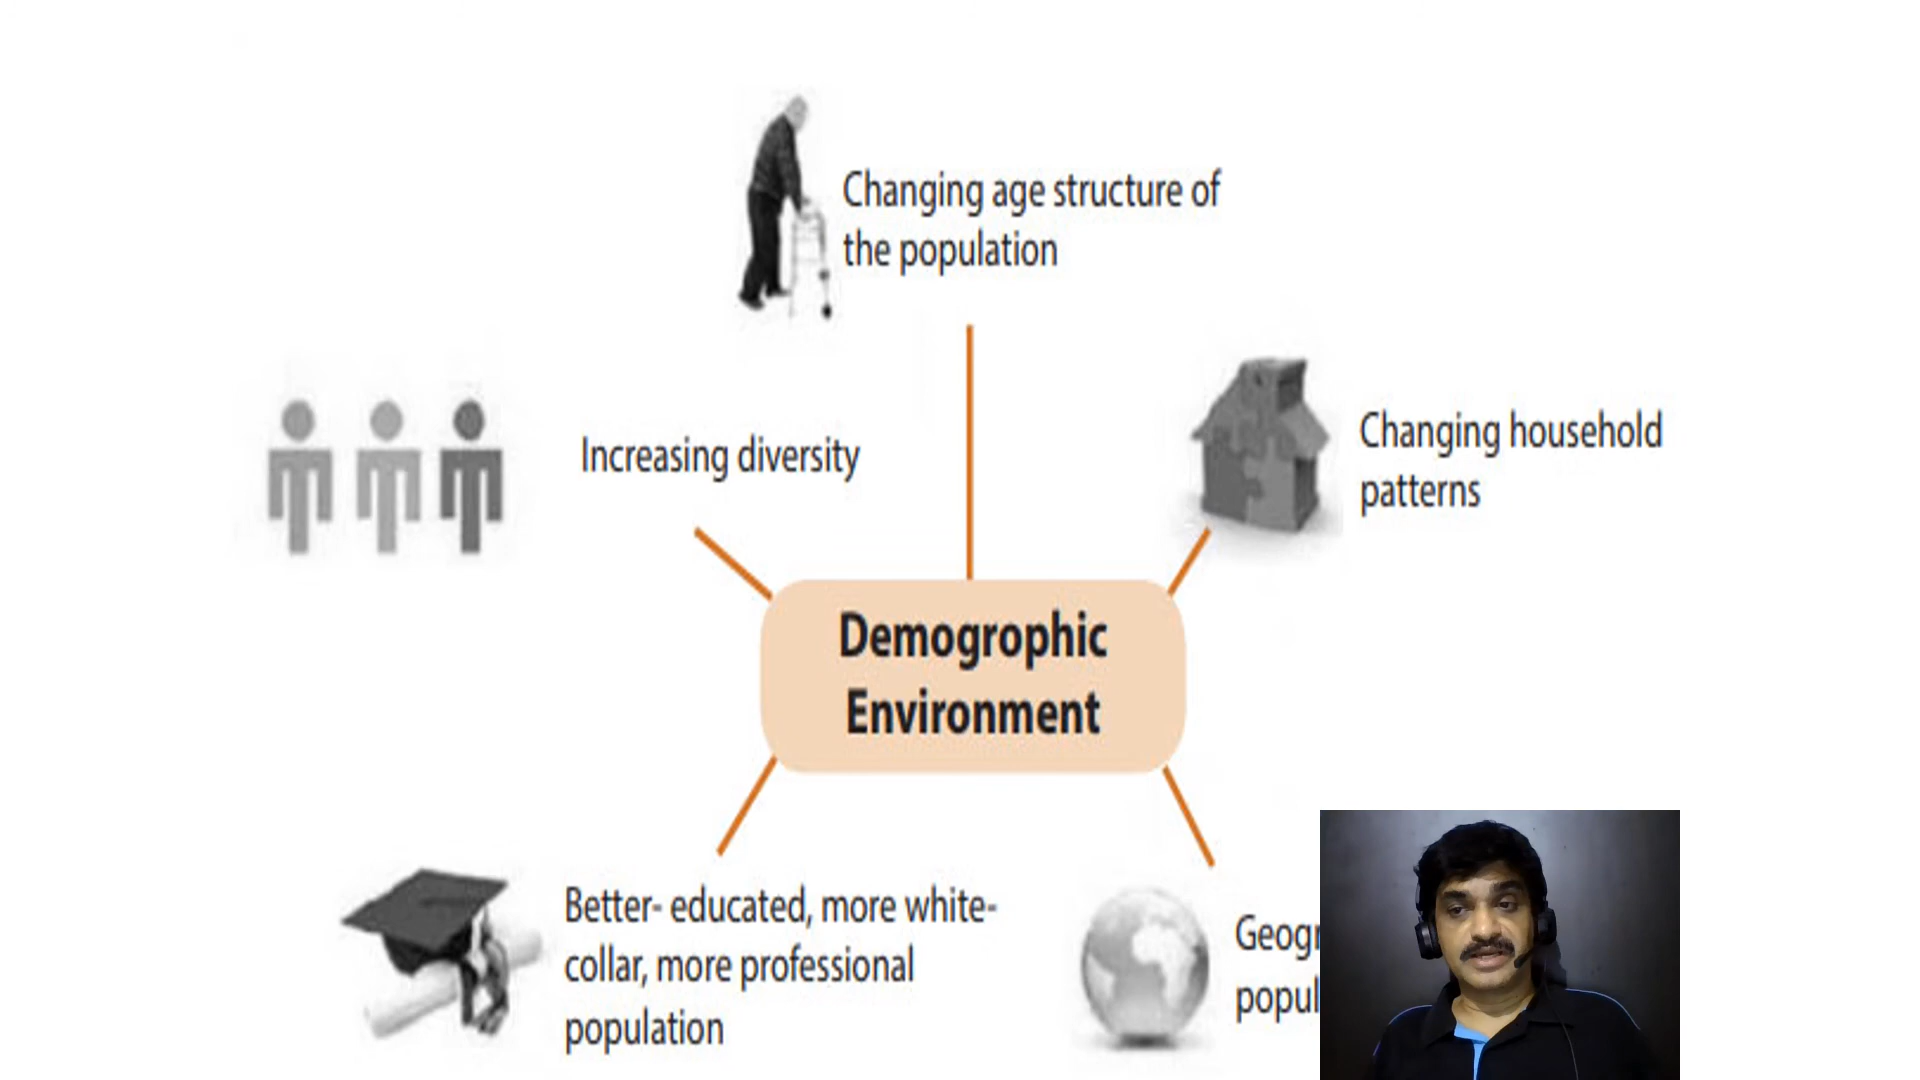 Changing age structure of
the population
Increasing diversity
Changing household
patterns
Demogrophic
Environment
Better- educated, more white-
collar, more professional
population